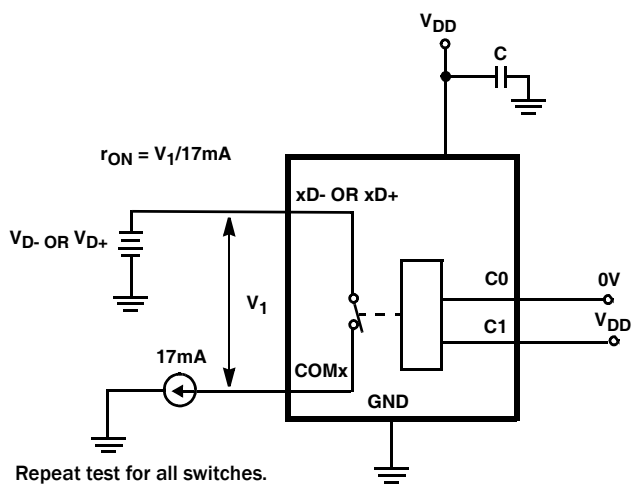 VDD
C
rON = V1/17mA
xD- OR xD+
VD- OR VD+
V1
C0
0V
C1
VDD
17mA
COMx
GND
Repeat test for all switches.